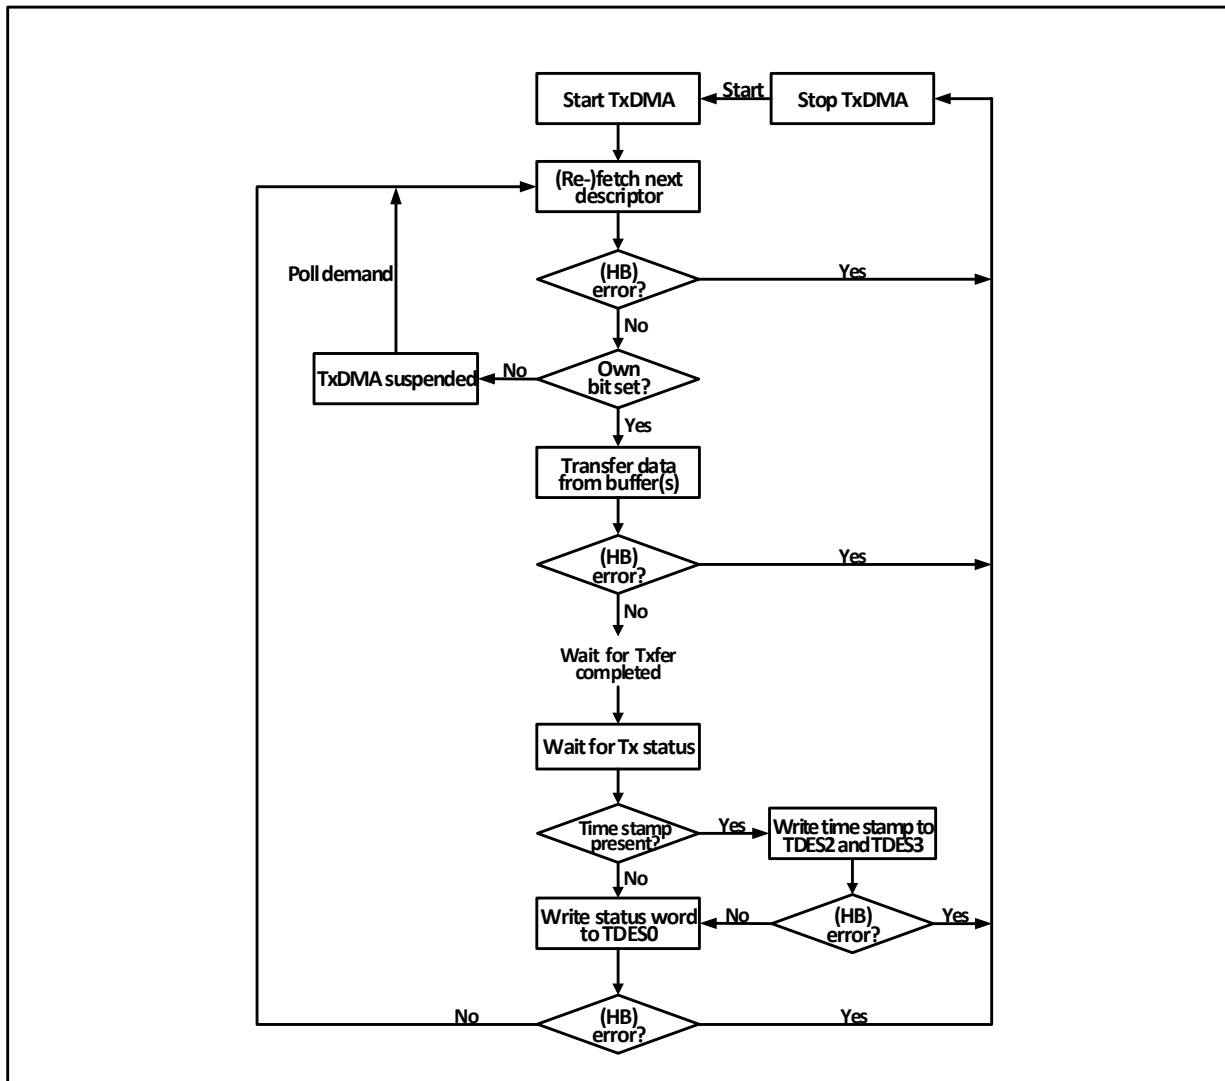 Start TxDMA
Start
Stop TxDMA
(Re-)fetch next
descriptor
(HB)
error?
Yes
Poll demand
No
TxDMA suspended
No
Own
bit set?
Yes
Transfer data
from buffer(s)
(HB)
error?
Yes
No
Wait for Txfer
completed
Wait for Tx status
Time stamp
present?
Yes
Write time stamp to
TDES2 and TDES3
No
Write status word
to TDES0
No
(HB)
error?
Yes
No
(HB)
error?
Yes